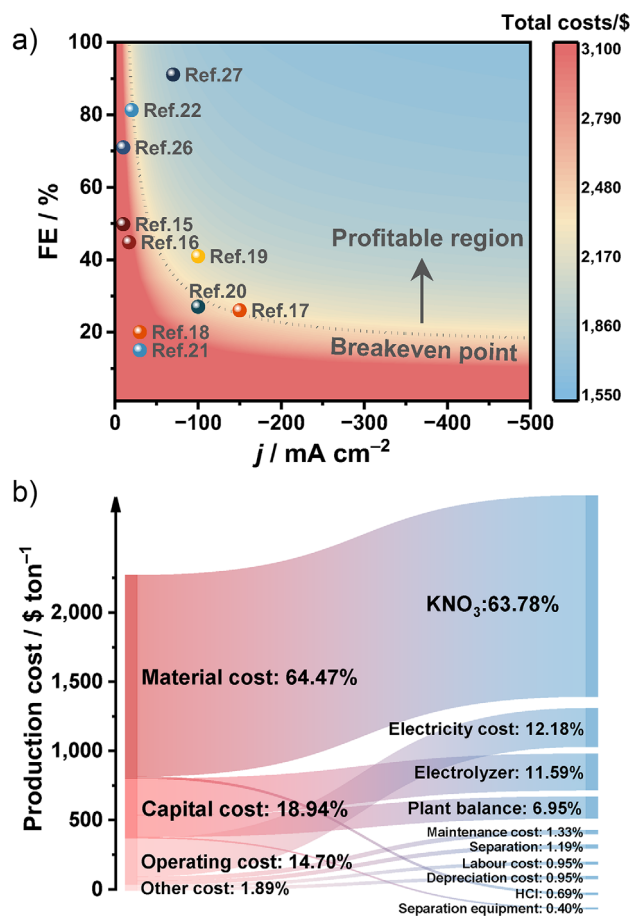 a)
Total costs/$
FE / %
100
80
60
40
20
0
−100
−200
−300
−400
−500
j / mA cm⁻²
Ref.27
Ref.22
Ref.26
Ref.15
Ref.16
Ref.19
Ref.20
Ref.17
Ref.18
Ref.21
Profitable region
Breakeven point
3,100
2,790
2,480
2,170
1,860
1,550
b)
Production cost / $ ton⁻¹
2,000
1,500
1,000
500
0
Material cost: 64.47%
Capital cost: 18.94%
Operating cost: 14.70%
Other cost: 1.89%
KNO₃:63.78%
Electricity cost: 12.18%
Electrolyzer: 11.59%
Plant balance: 6.95%
Maintenance cost: 1.33%
Separation: 1.19%
Labour cost: 0.95%
Depreciation cost: 0.95%
HCl: 0.69%
Separation equipment: 0.40%